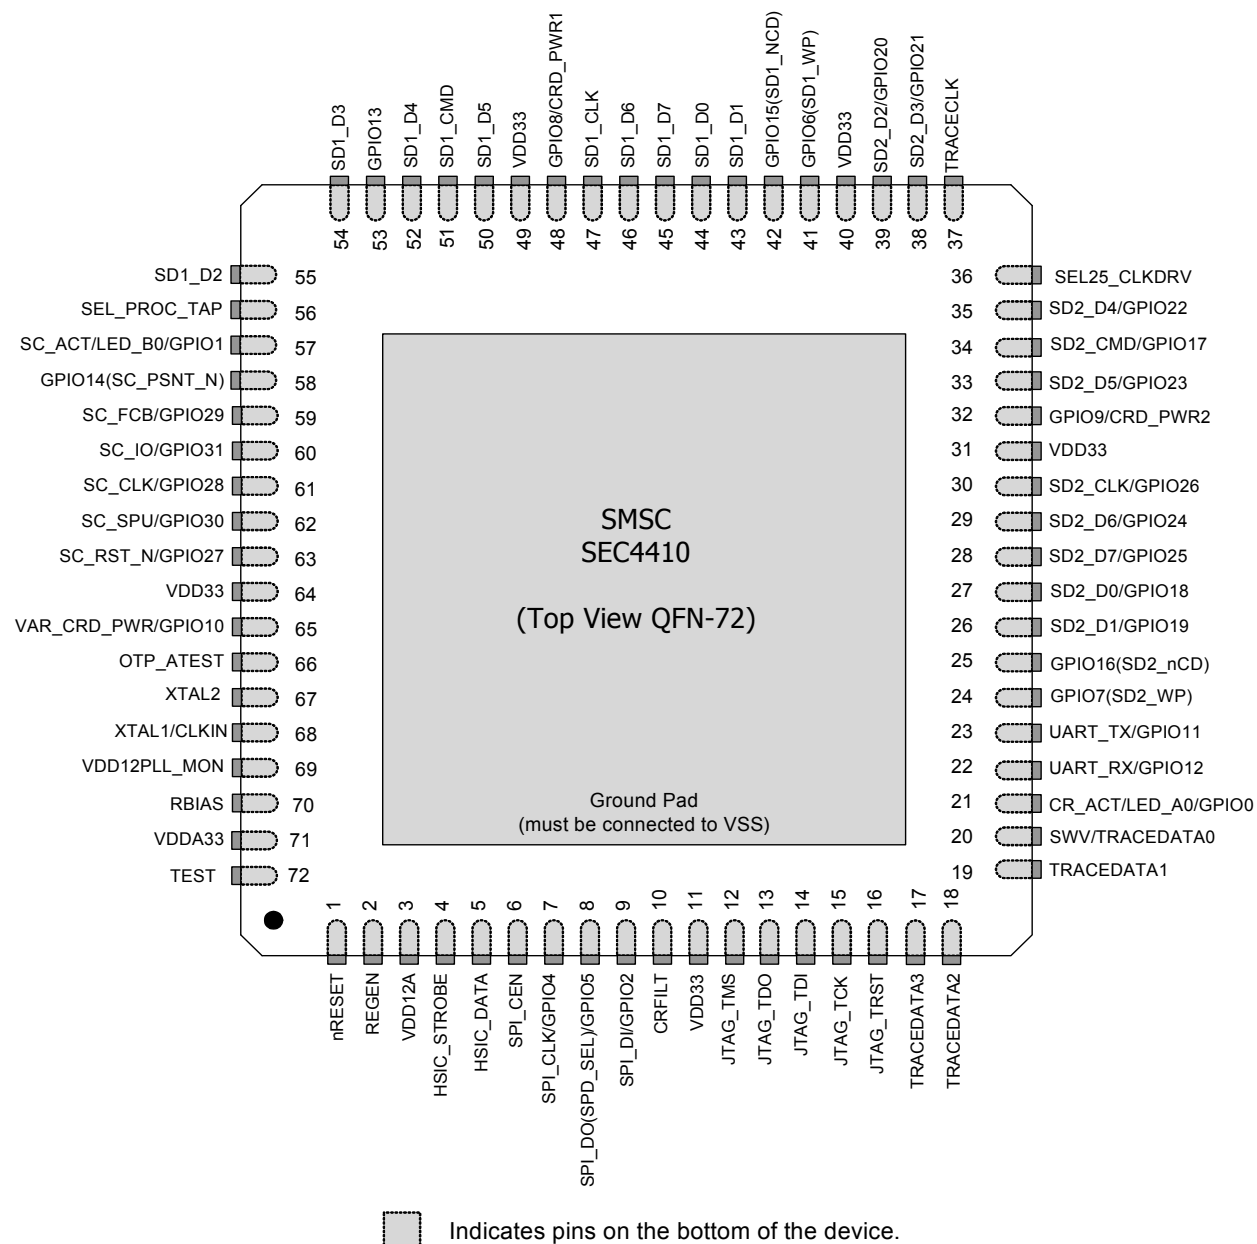 SD1_D3
GPIO13
SD1_D4
SD1_CMD
SD1_D5
VDD33
GPIO8/CRD_PWR1
SD1_CLK
SD1_D6
SD1_D7
SD1_D0
SD1_D1
GPIO15(SD1_NCD)
GPIO6(SD1_WP)
VDD33
SD2_D2/GPIO20
SD2_D3/GPIO21
TRACECLK
54
53
52
51
50
49
48
47
46
45
44
43
42
41
40
39
38
37
SD1_D2 55
SEL_PROC_TAP 56
SC_ACT/LED_B0/GPIO1 57
GPIO14(SC_PSNT_N) 58
SC_FCB/GPIO29 59
SC_IO/GPIO31 60
SC_CLK/GPIO28 61
SC_SPU/GPIO30 62
SC_RST_N/GPIO27 63
VDD33 64
VAR_CRD_PWR/GPIO10 65
OTP_ATEST 66
XTAL2 67
XTAL1/CLKIN 68
VDD12PLL_MON 69
RBIAS 70
VDDA33 71
TEST 72
SMSC
SEC4410
(Top View QFN-72)
Ground Pad
(must be connected to VSS)
36 SEL25_CLKDRV
35 SD2_D4/GPIO22
34 SD2_CMD/GPIO17
33 SD2_D5/GPIO23
32 GPIO9/CRD_PWR2
31 VDD33
30 SD2_CLK/GPIO26
29 SD2_D6/GPIO24
28 SD2_D7/GPIO25
27 SD2_D0/GPIO18
26 SD2_D1/GPIO19
25 GPIO16(SD2_nCD)
24 GPIO7(SD2_WP)
23 UART_TX/GPIO11
22 UART_RX/GPIO12
21 CR_ACT/LED_A0/GPIO0
20 SWV/TRACEDATA0
19 TRACEDATA1
1
2
3
4
5
6
7
8
9
10
11
12
13
14
15
16
17
18
nRESET
REGEN
VDD12A
HSIC_STROBE
HSIC_DATA
SPI_CEN
SPI_CLK/GPIO4
SPI_DO(SPD_SEL)/GPIO5
SPI_DI/GPIO2
CRFILT
VDD33
JTAG_TMS
JTAG_TDO
JTAG_TDI
JTAG_TCK
JTAG_TRST
TRACEDATA3
TRACEDATA2
Indicates pins on the bottom of the device.